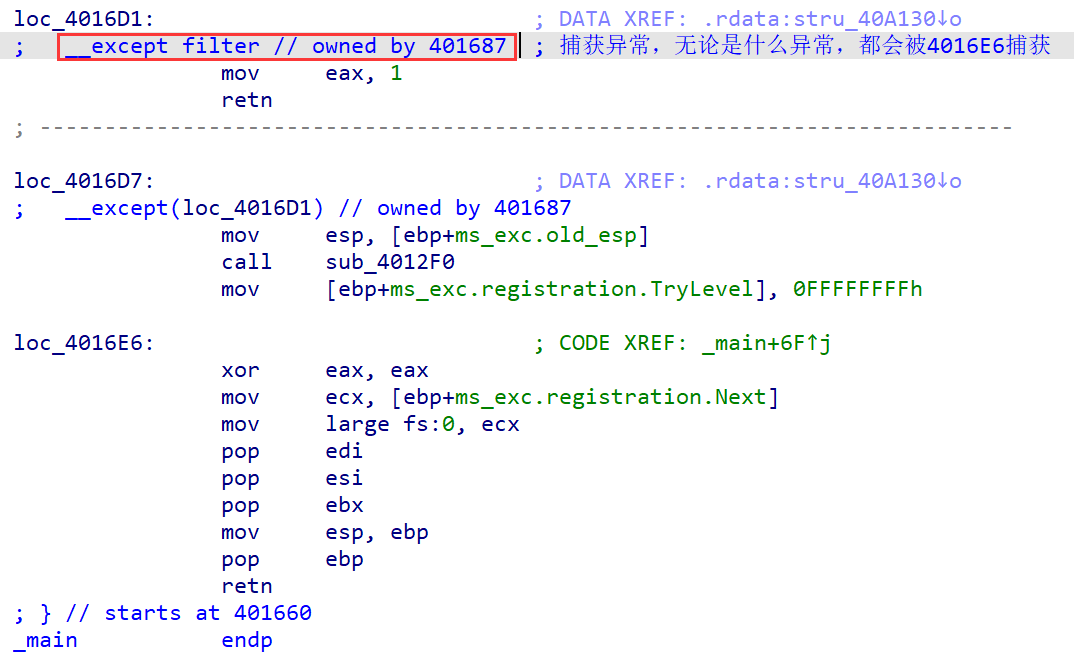 loc_4016D1: ; DATA XREF: .rdata:stru_40A130↓o
; __except filter // owned by 401687 ; 捕获异常，无论是什么异常，都会被4016E6捕获
mov eax, 1
retn
; ---------------------------------------------------------------------------
loc_4016D7: ; DATA XREF: .rdata:stru_40A130↓o
; __except(loc_4016D1) // owned by 401687
mov esp, [ebp+ms_exc.old_esp]
call sub_4012F0
mov [ebp+ms_exc.registration.TryLevel], 0FFFFFFFFh
loc_4016E6: ; CODE XREF: _main+6F↑j
xor eax, eax
mov ecx, [ebp+ms_exc.registration.Next]
mov large fs:0, ecx
pop edi
pop esi
pop ebx
mov esp, ebp
pop ebp
retn
; } // starts at 401660
_main endp